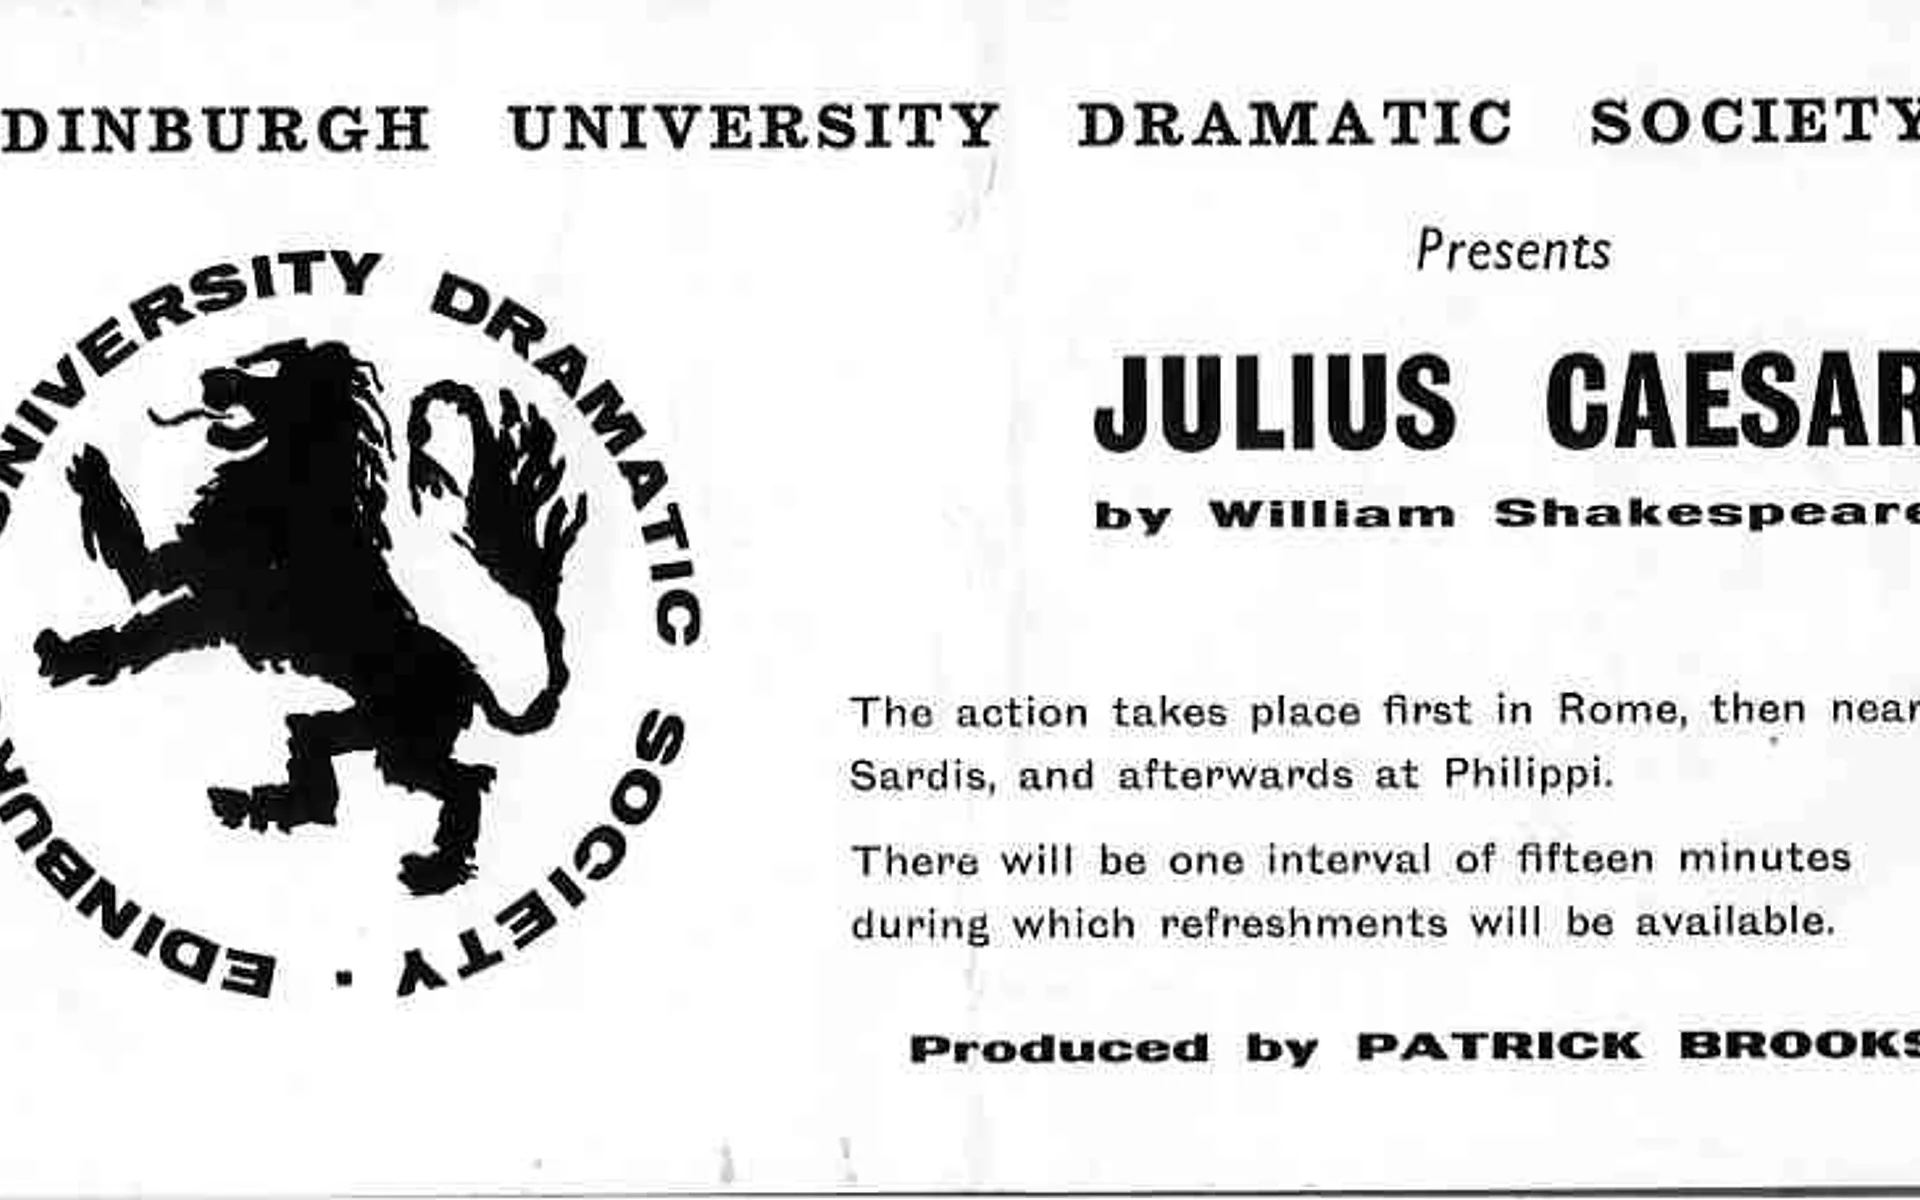 DINBURGH UNIVERSITY DRAMATIC SOCIETY
EDINBUR NIVERSITY DRAMATIC SOCIETY ·
Presents
JULIUS CAESAR
by William Shakespeare
The action takes place first in Rome, then near
Sardis, and afterwards at Philippi.
There will be one interval of fifteen minutes
during which refreshments will be available.
Produced by PATRICK BROOKS